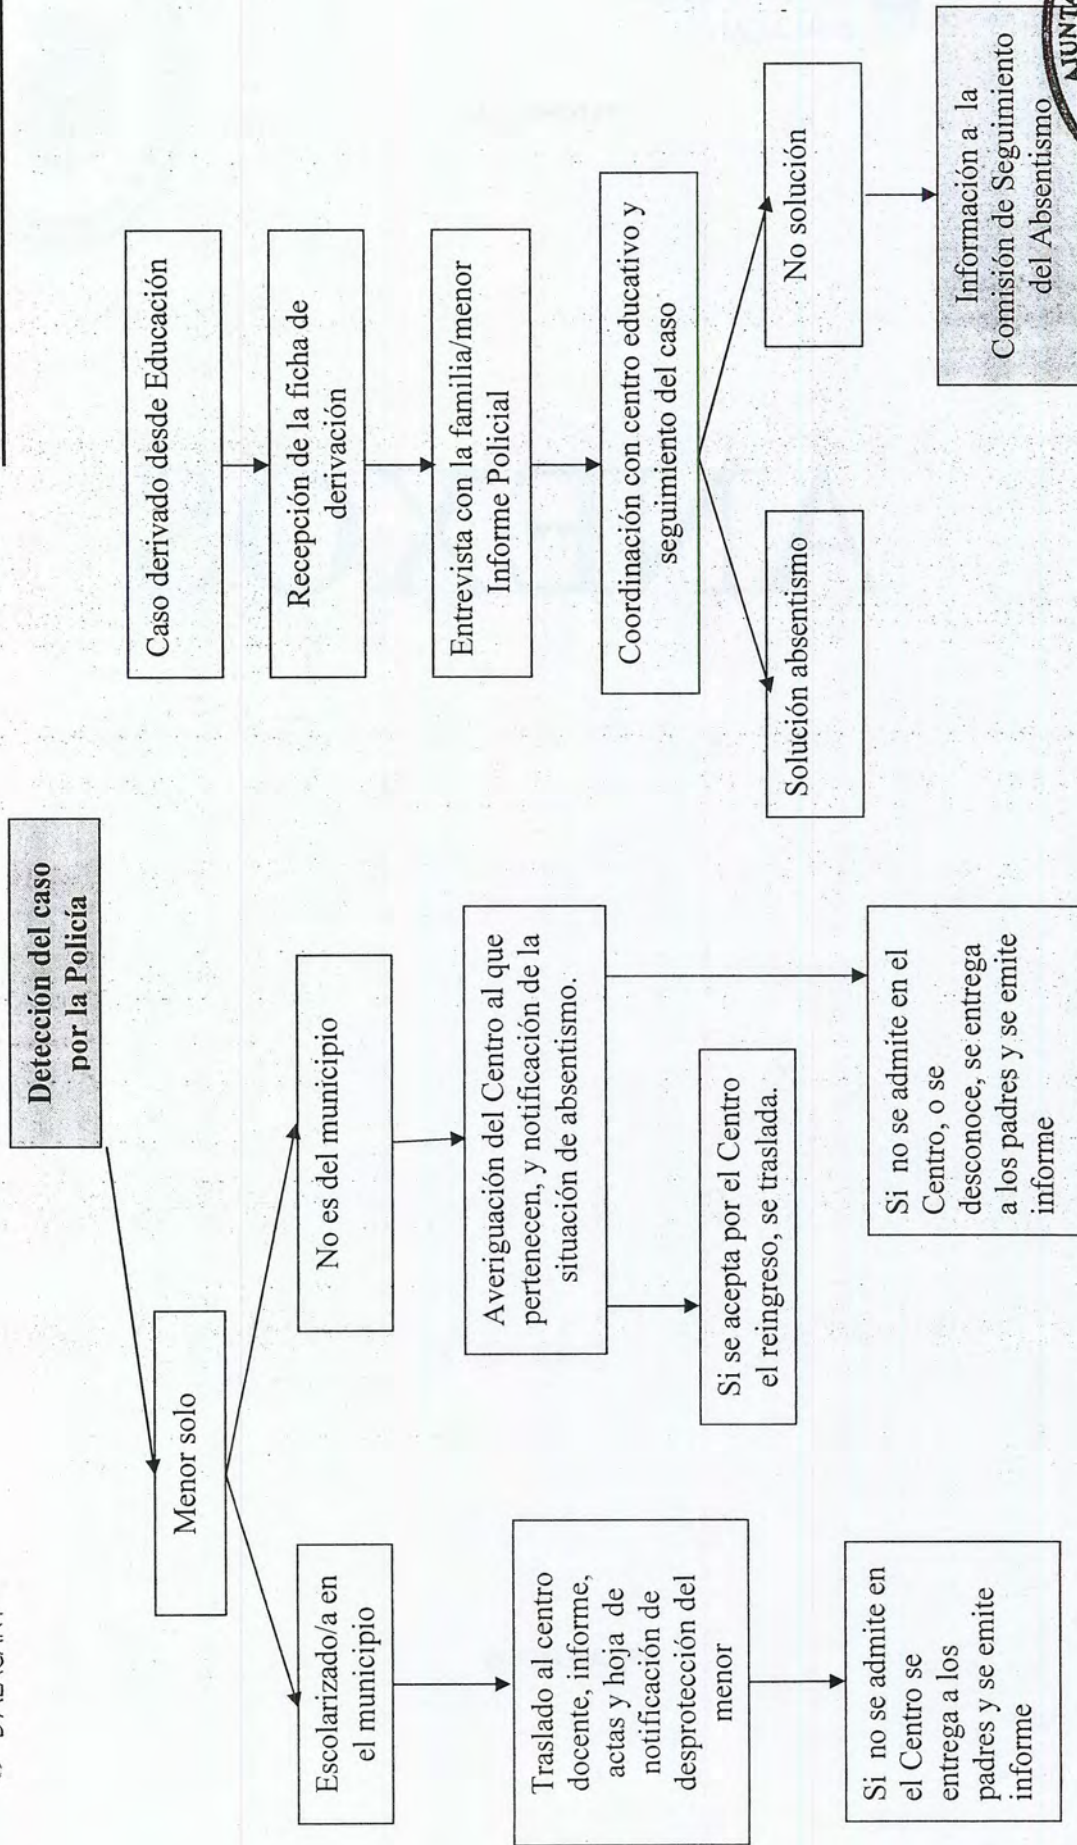 Detección del caso
por la Policía
Menor solo
Escolarizado/a en
el municipio
No es del municipio
Traslado al centro
docente, informe,
actas y hoja de
notificación de
desprotección del
menor
Averiguación del Centro al que
pertenecen, y notificación de la
situación de absentismo.
Si se acepta por el Centro
el reingreso, se traslada.
Si no se admite en
el Centro se
entrega a los
padres y se emite
informe
Si no se admite en el
Centro, o se
desconoce, se entrega
a los padres y se emite
informe
Caso derivado desde Educación
Recepción de la ficha de
derivación
Entrevista con la familia/menor
Informe Policial
Coordinación con centro educativo y
seguimiento del caso
Solución absentismo
No solución
Información a la
Comisión de Seguimiento
del Absentismo